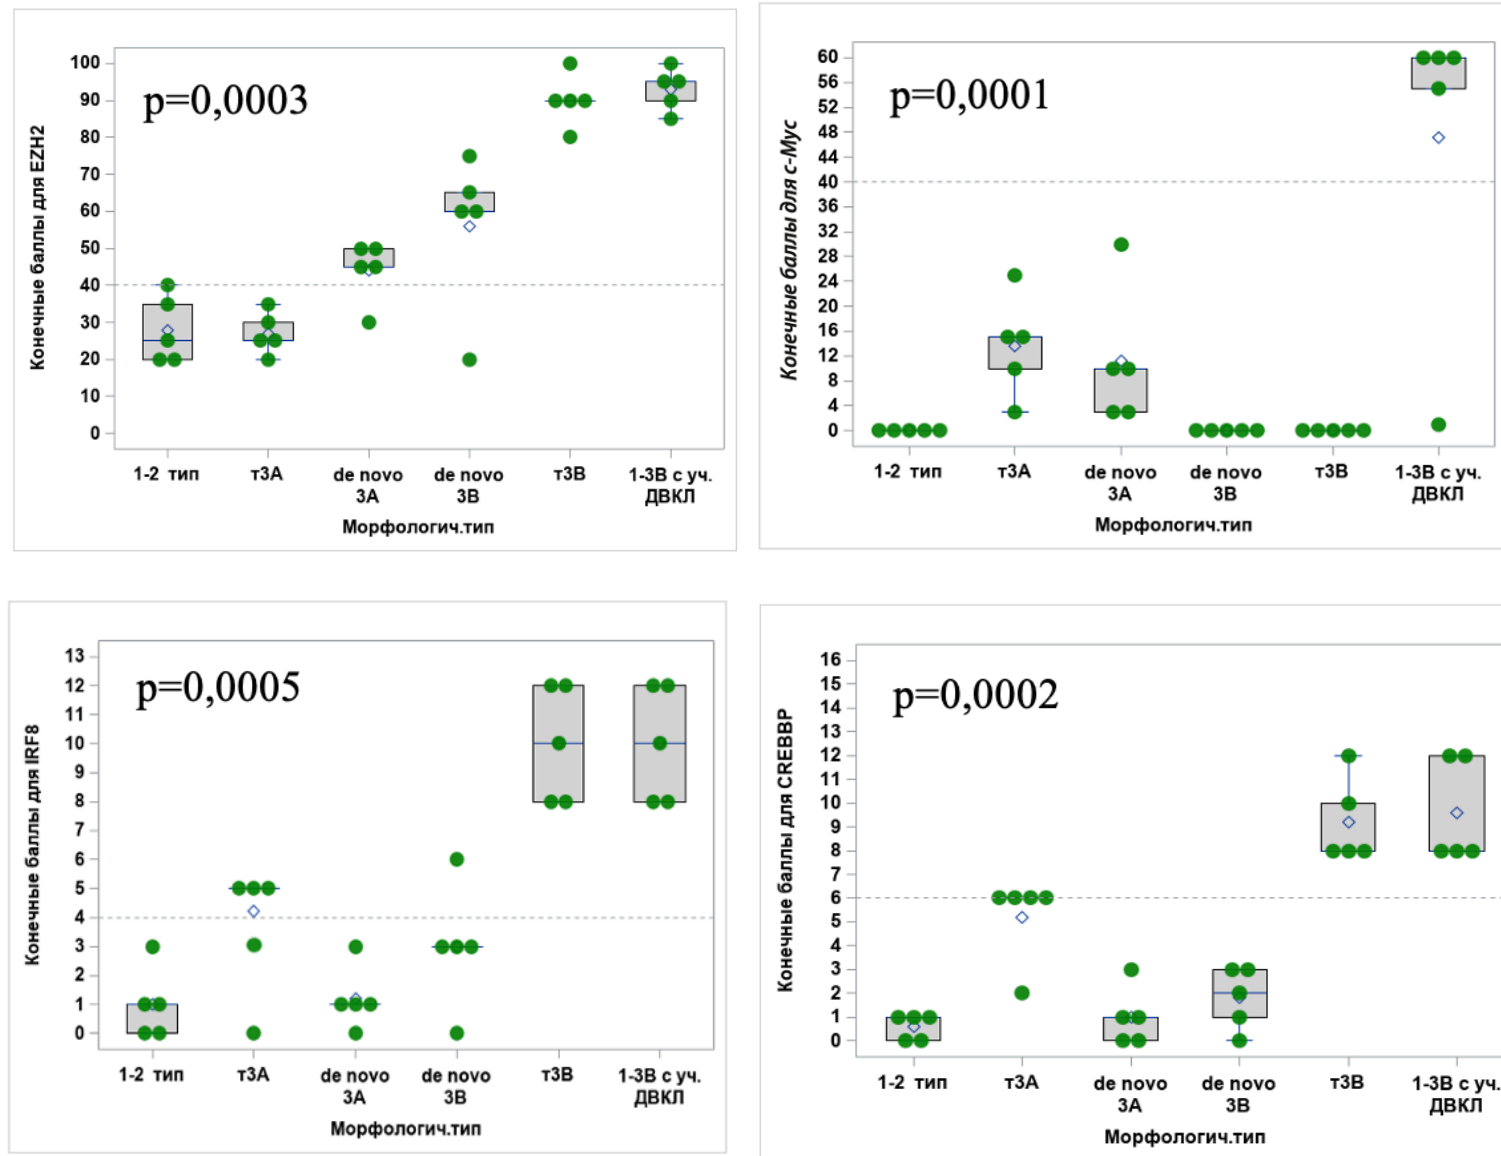 p=0,0003
Конечные баллы для EZH2
100
90
80
70
60
50
40
30
20
10
0
1-2 тип
т3А
de novo
3А
de novo
3В
т3В
1-3В с уч.
ДВКЛ
Морфологич.тип
p=0,0001
Конечные баллы для с-Мус
60
56
52
48
44
40
36
32
28
24
20
16
12
8
4
0
1-2 тип
т3А
de novo
3А
de novo
3В
т3В
1-3В с уч.
ДВКЛ
Морфологич.тип
p=0,0005
Конечные баллы для IRF8
13
12
11
10
9
8
7
6
5
4
3
2
1
0
1-2 тип
т3А
de novo
3А
de novo
3В
т3В
1-3В с уч.
ДВКЛ
Морфологич.тип
p=0,0002
Конечные баллы для CREBBP
16
15
14
13
12
11
10
9
8
7
6
5
4
3
2
1
0
1-2 тип
т3А
de novo
3А
de novo
3В
т3В
1-3В с уч.
ДВКЛ
Морфологич.тип